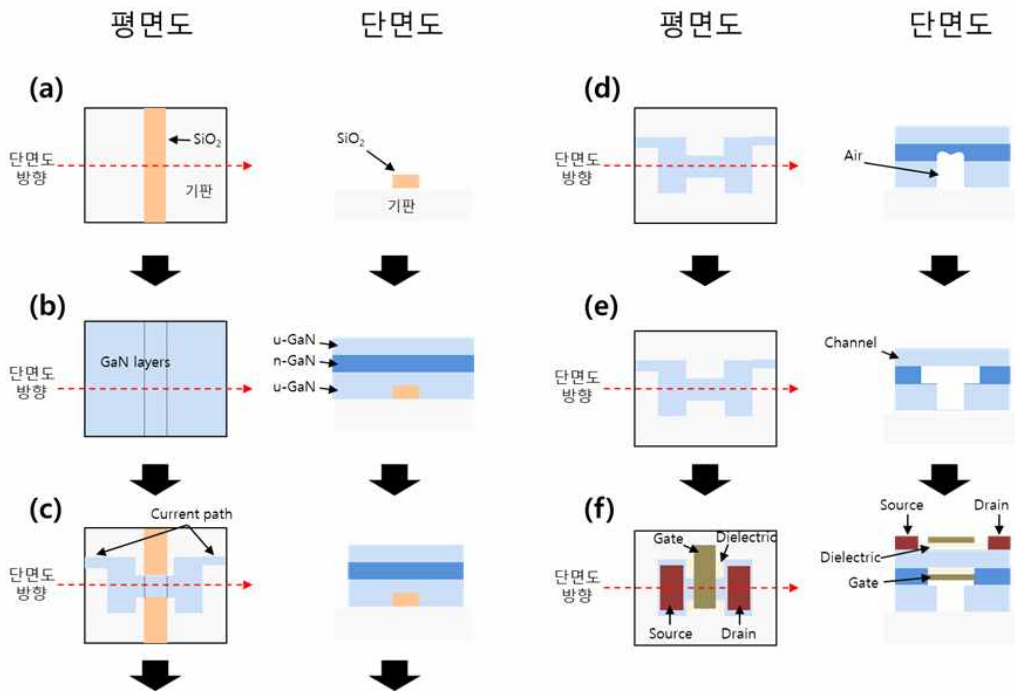 평면도
단면도
평면도
단면도
(a)
SiO₂
단면도
방향
기판
SiO₂
기판
(b)
GaN layers
단면도
방향
u-GaN
n-GaN
u-GaN
(c)
Current path
단면도
방향
(d)
단면도
방향
Air
(e)
단면도
방향
Channel
(f)
Gate
Dielectric
단면도
방향
Source
Drain
Source
Drain
Dielectric
Gate